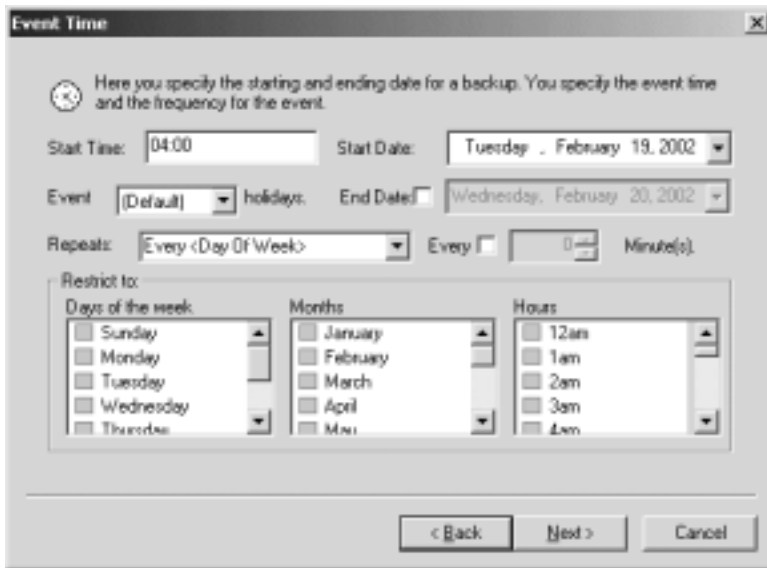 Event Time
Here you specify the starting and ending date for a backup. You specify the event time
and the frequency for the event.
Start Time: 04:00 Start Date: Tuesday , February 19, 2002
Event (Default) holidays. End Date: Wednesday, February 20, 2002
Repeats: Every <Day Of Week> Every 0 Minute(s).
Restrict to:
Days of the week Months Hours
Sunday January 12am
Monday February 1am
Tuesday March 2am
Wednesday April 3am
Thursday May 4am
< Back Next > Cancel